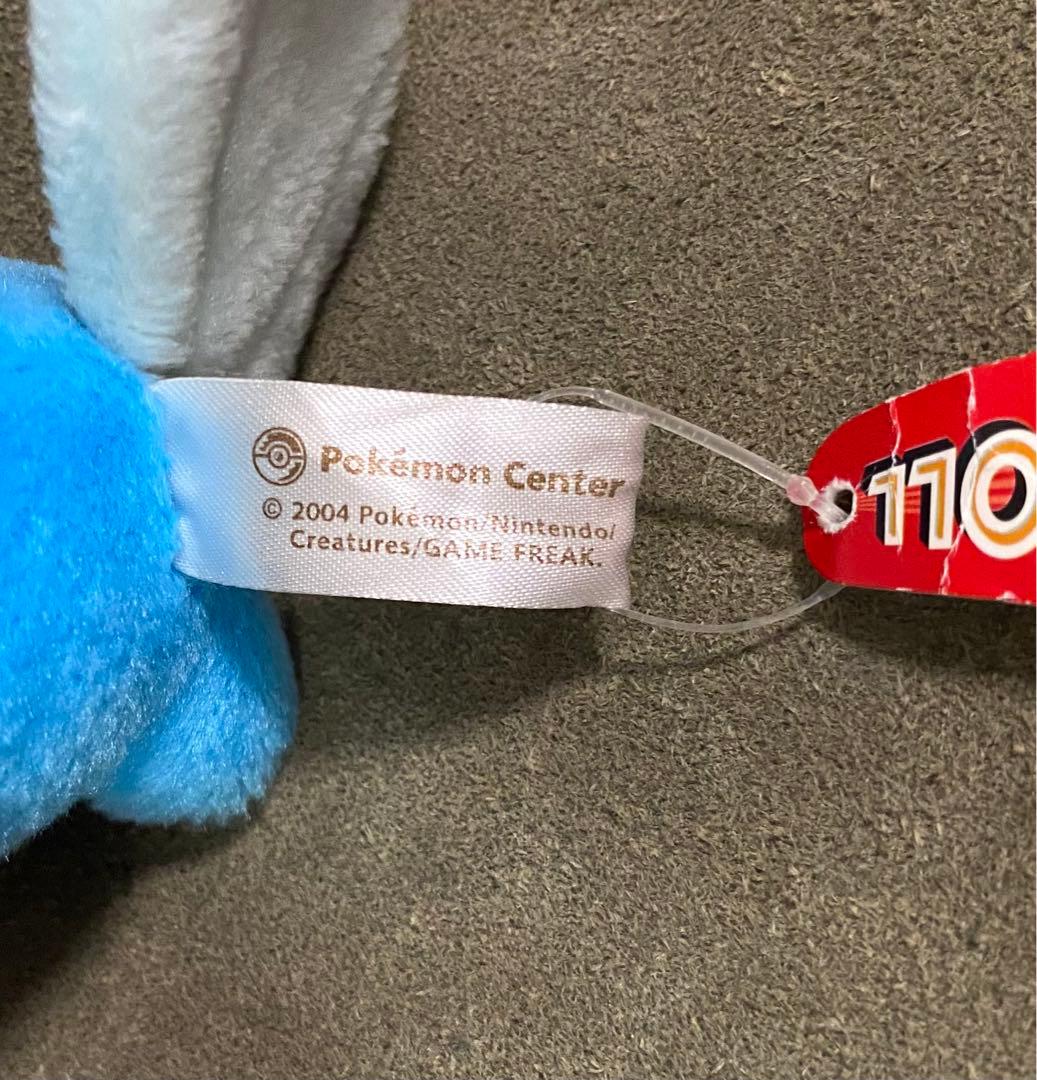 Pokémon Center
© 2004 Pokémon/Nintendo/
Creatures/GAME FREAK.
110